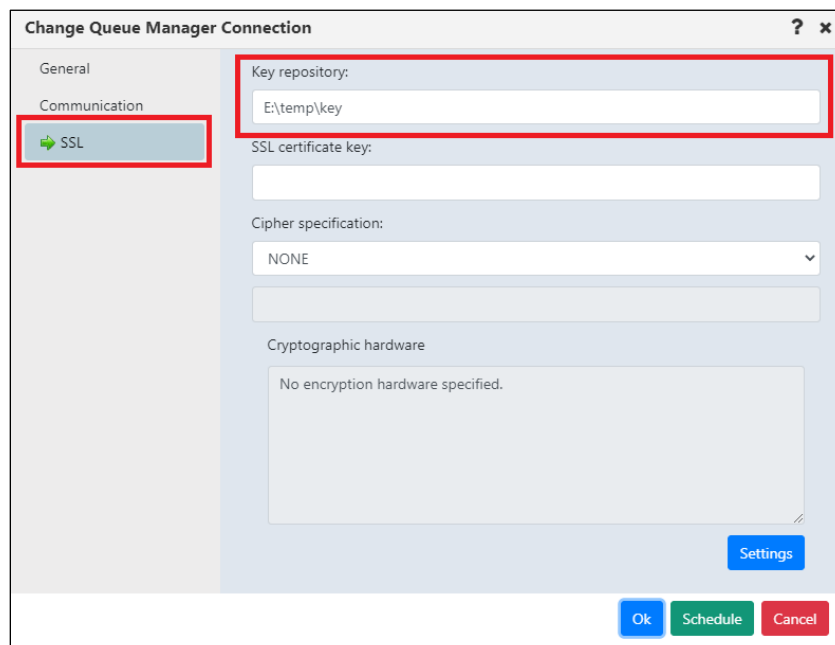 Change Queue Manager Connection ? ×
General
Communication
SSL
Key repository:
E:\temp\key
SSL certificate key:
Cipher specification:
NONE
Cryptographic hardware
No encryption hardware specified.
Settings
Ok Schedule Cancel